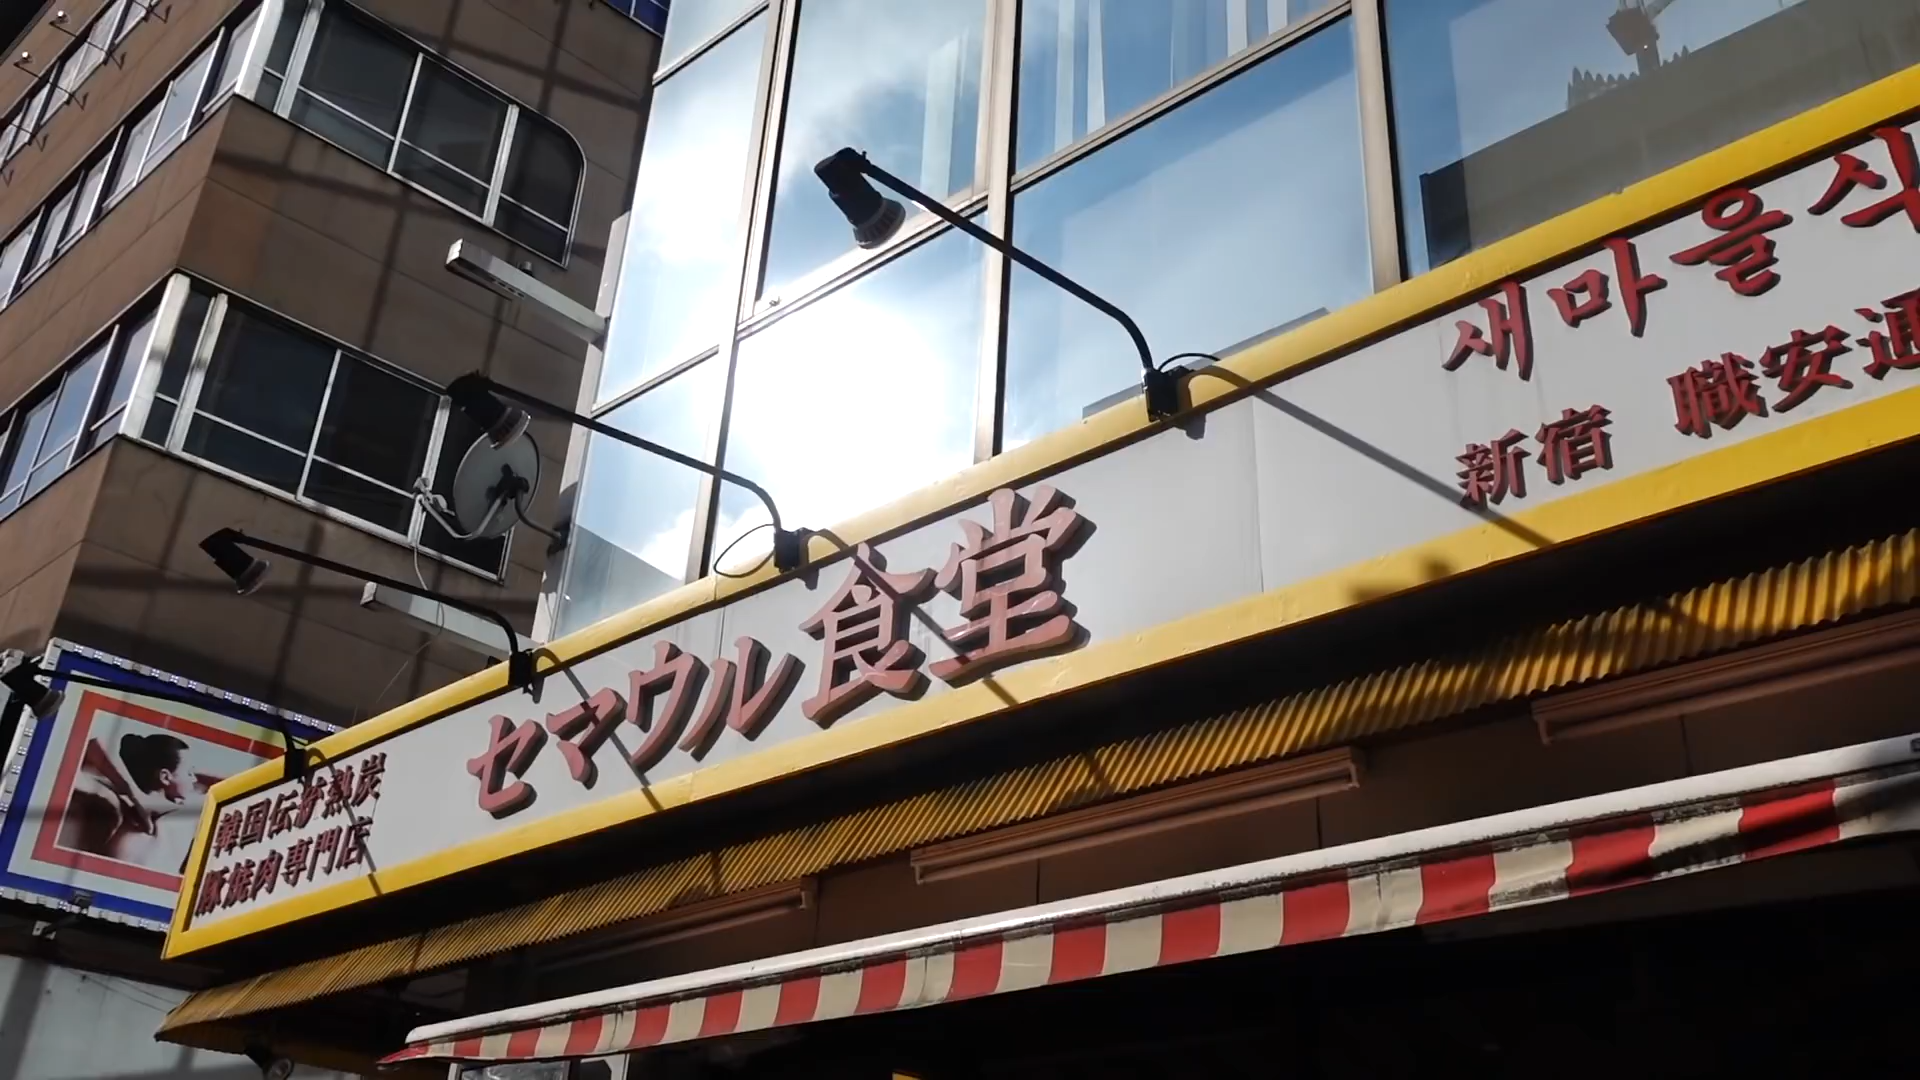 韓国伝統熱炭
豚焼肉専門店
セマウル食堂
새마을식
新宿 職安通